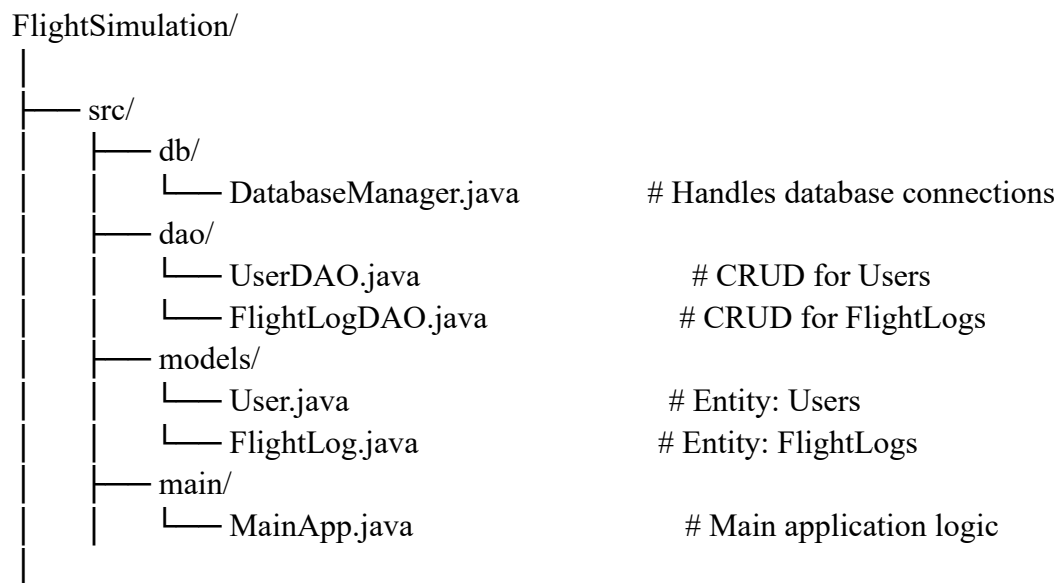 FlightSimulation/
│
├── src/
│   ├── db/
│   │   └── DatabaseManager.java # Handles database connections
│   ├── dao/
│   │   └── UserDAO.java # CRUD for Users
│   │   └── FlightLogDAO.java # CRUD for FlightLogs
│   ├── models/
│   │   └── User.java # Entity: Users
│   │   └── FlightLog.java # Entity: FlightLogs
│   ├── main/
│   │   └── MainApp.java # Main application logic
│